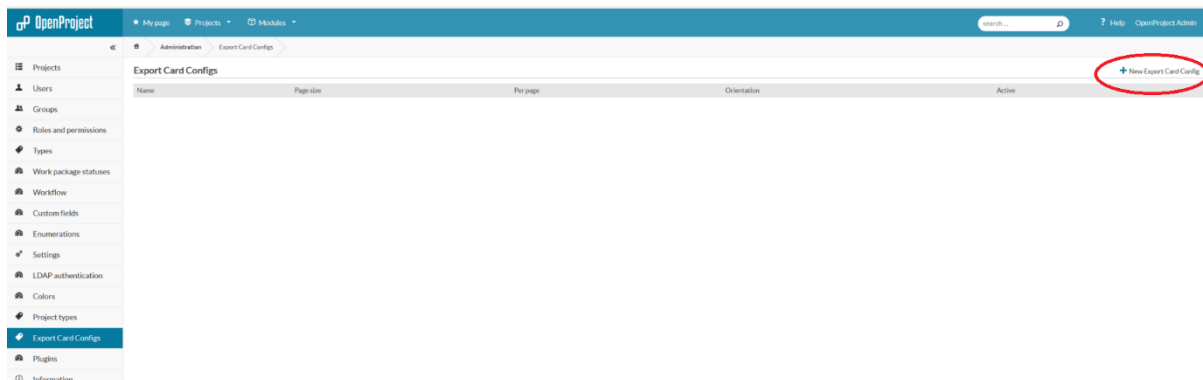 OpenProject My page Projects Modules search ... ? Help OpenProject Admin
« Administration Export Card Configs
Projects
Export Card Configs + New Export Card Config
Users
Name Page size Per page Orientation Active
Groups
Roles and permissions
Types
Work package statuses
Workflow
Custom fields
Enumerations
Settings
LDAP authentication
Colors
Project types
Export Card Configs
Plugins
Information